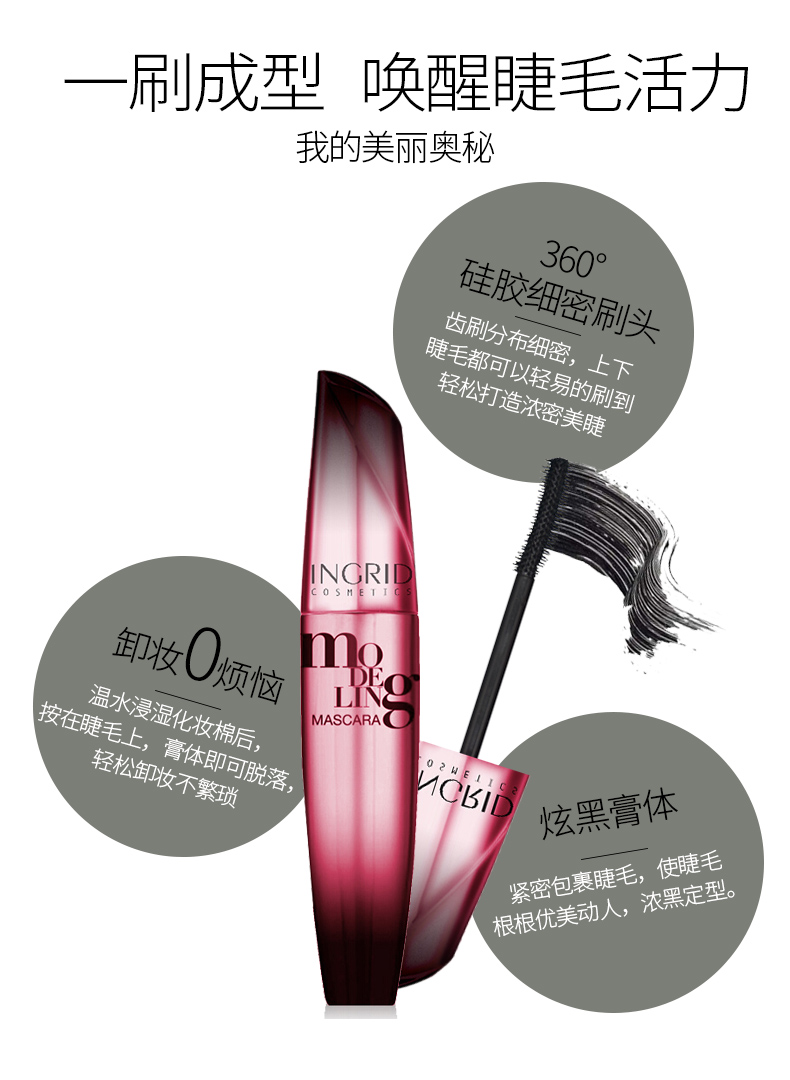 一刷成型 唤醒睫毛活力
我的美丽奥秘
360°
硅胶细密刷头
齿刷分布细密，上下
睫毛都可以轻易的刷到
轻松打造浓密美睫
INGRID
COSMETICS
卸妆0烦恼
温水浸湿化妆棉后，
按在睫毛上，膏体即可脱落，
轻松卸妆不繁琐
mo
DE
LINg
MASCARA
COSMETICS
INGRID
炫黑膏体
紧密包裹睫毛，使睫毛
根根优美动人，浓黑定型。